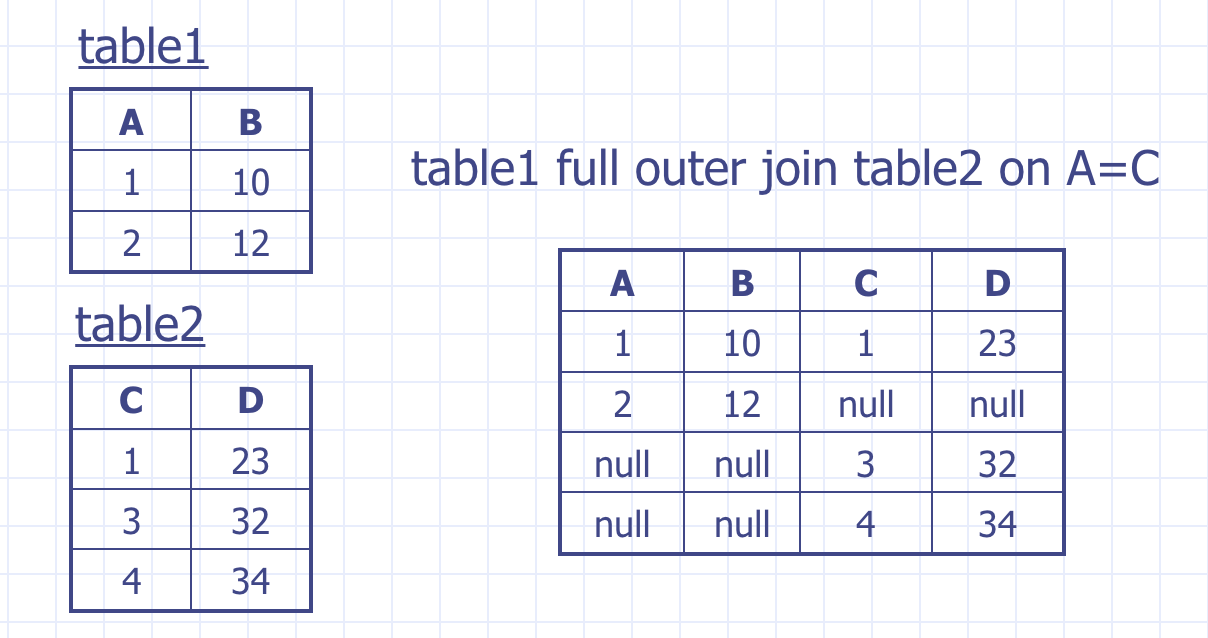 table1
A B
1 10
2 12
table2
C D
1 23
3 32
4 34
table1 full outer join table2 on A=C
A B C D
1 10 1 23
2 12 null null
null null 3 32
null null 4 34